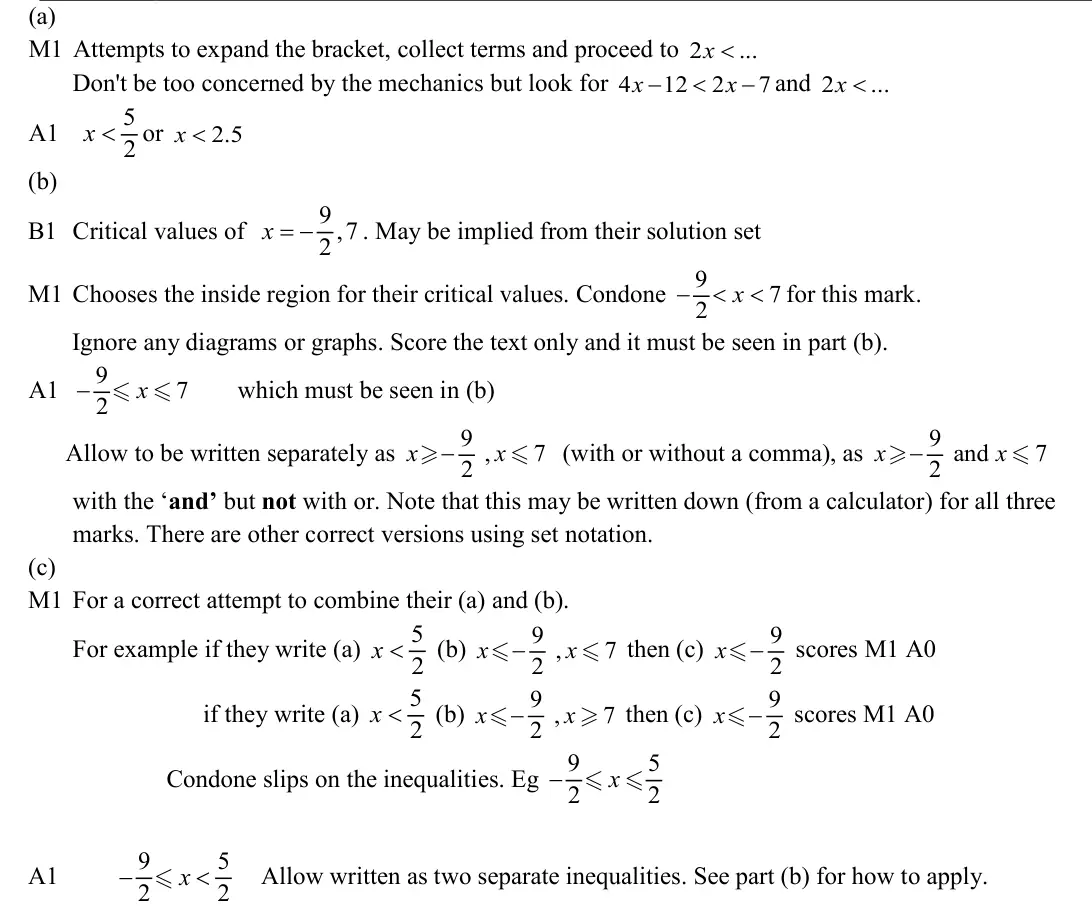 (a)
M1 Attempts to expand the bracket, collect terms and proceed to 2x < ...
Don't be too concerned by the mechanics but look for 4x − 12 < 2x − 7 and 2x < ...
A1 x < 5/2 or x < 2.5
(b)
B1 Critical values of x = −9/2, 7. May be implied from their solution set
M1 Chooses the inside region for their critical values. Condone −9/2 < x < 7 for this mark.
Ignore any diagrams or graphs. Score the text only and it must be seen in part (b).
A1 −9/2 ⩽ x ⩽ 7 which must be seen in (b)
Allow to be written separately as x ⩾ −9/2 , x ⩽ 7 (with or without a comma), as x ⩾ −9/2 and x ⩽ 7
with the ‘and’ but not with or. Note that this may be written down (from a calculator) for all three
marks. There are other correct versions using set notation.
(c)
M1 For a correct attempt to combine their (a) and (b).
For example if they write (a) x < 5/2 (b) x ⩽ −9/2 , x ⩽ 7 then (c) x ⩽ −9/2 scores M1 A0
if they write (a) x < 5/2 (b) x ⩽ −9/2 , x ⩾ 7 then (c) x ⩽ −9/2 scores M1 A0
Condone slips on the inequalities. Eg −9/2 ⩽ x ⩽ 5/2
A1 −9/2 ⩽ x < 5/2 Allow written as two separate inequalities. See part (b) for how to apply.